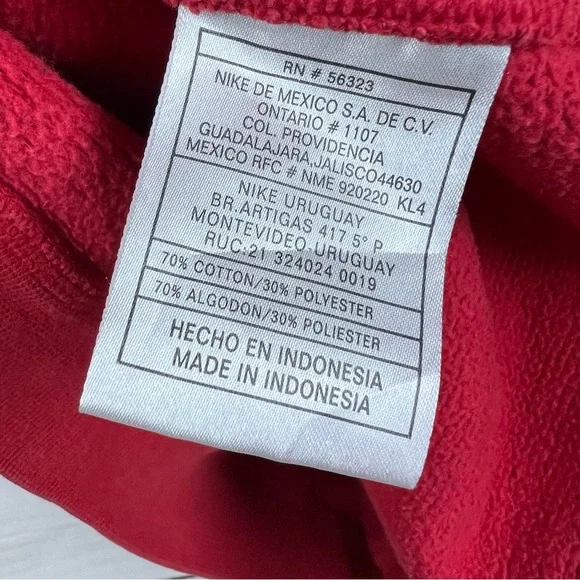 RN # 56323
NIKE DE MEXICO S.A. DE C.V.
ONTARIO # 1107
COL. PROVIDENCIA
GUADALAJARA,JALISCO44630
MEXICO RFC # NME 920220 KL4
NIKE URUGUAY
BR.ARTIGAS 417 5° P
MONTEVIDEO.URUGUAY
RUC.21 324024 0019
70% COTTON/30% POLYESTER
70% ALGODON/30% POLIESTER
HECHO EN INDONESIA
MADE IN INDONESIA